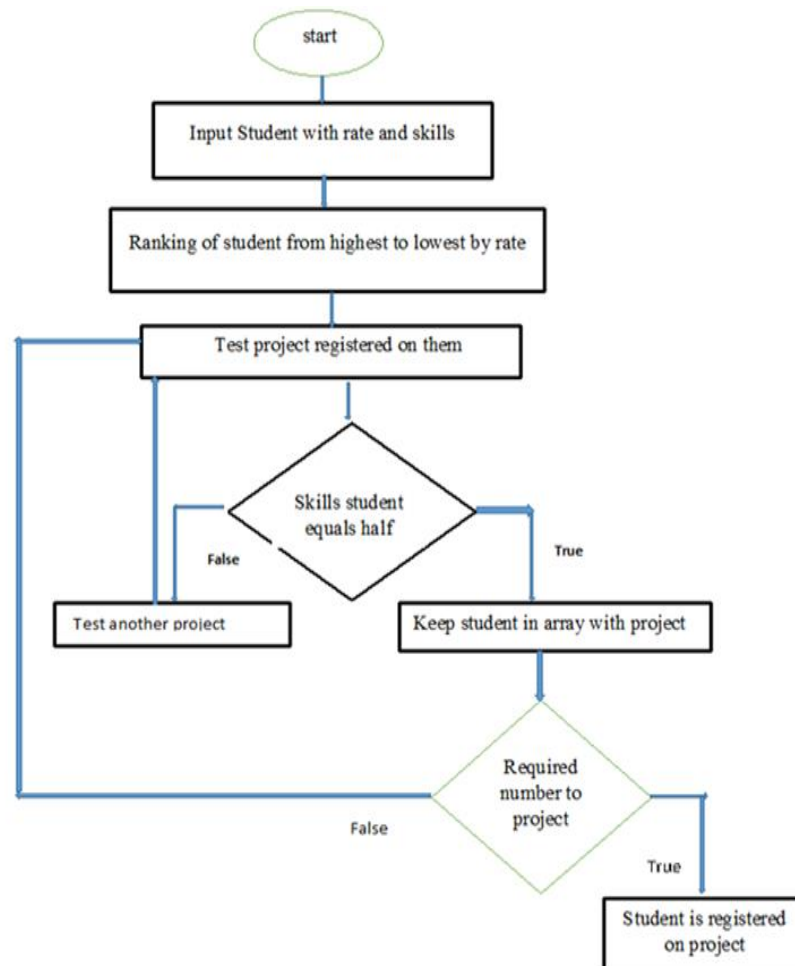 start
Input Student with rate and skills
Ranking of student from highest to lowest by rate
Test project registered on them
Skills student
equals half
False
True
Test another project
Keep student in array with project
Required
number to
project
False
True
Student is registered
on project